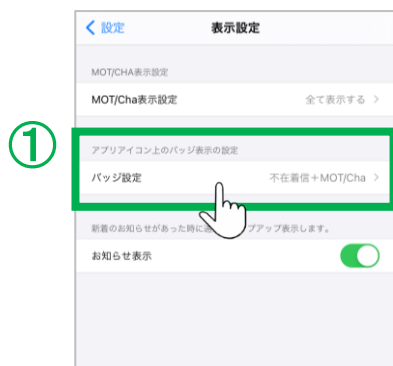 設定 表示設定
MOT/CHA表示設定
MOT/Cha表示設定 全て表示する
①
アプリアイコン上のバッジ表示の設定
バッジ設定 不在着信+MOT/Cha
新着のお知らせがあった時に プアップ表示します。
お知らせ表示